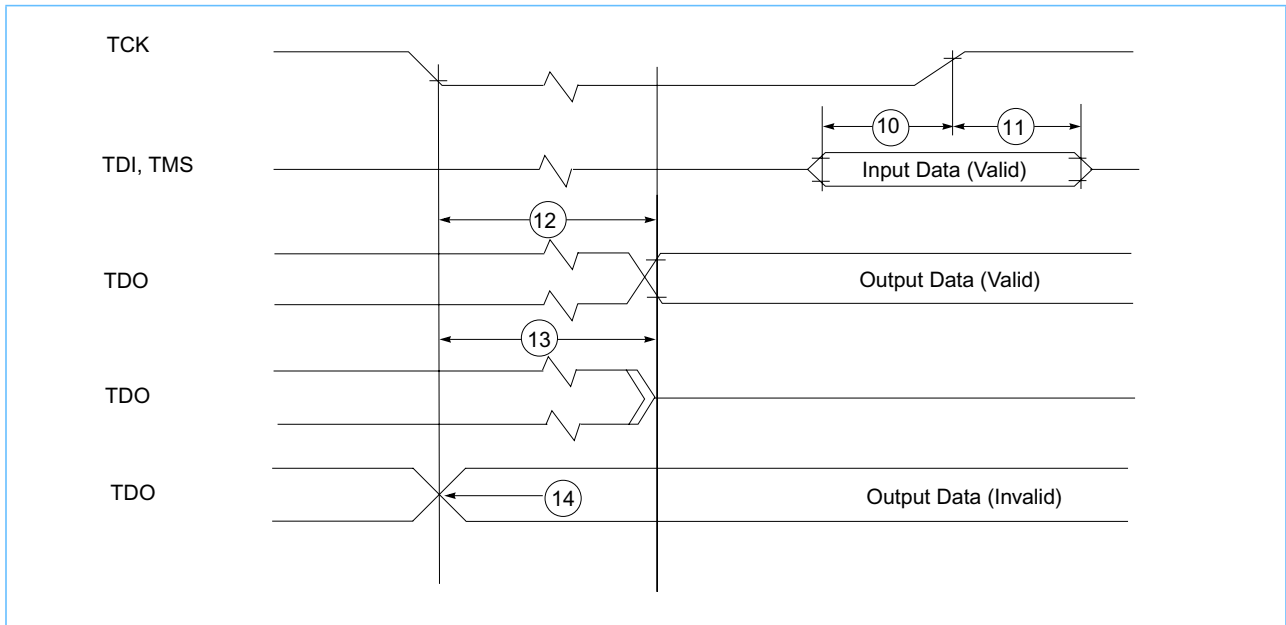 TCK
10
11
TDI, TMS
Input Data (Valid)
12
TDO
Output Data (Valid)
13
TDO
TDO
14
Output Data (Invalid)